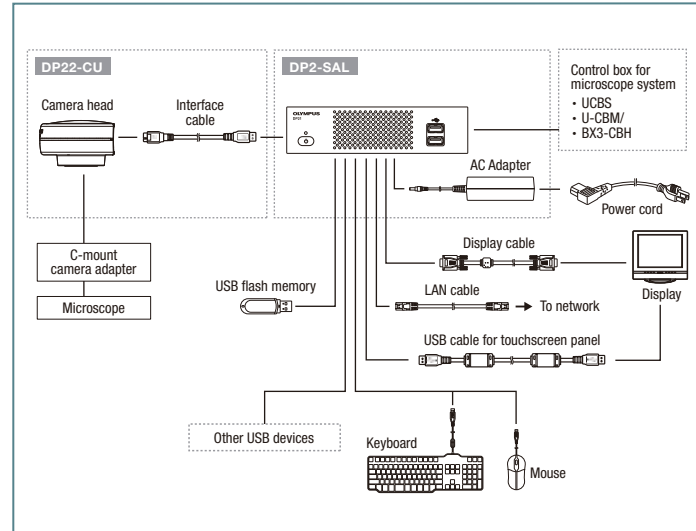 DP22-CU
DP2-SAL
Camera head
Interface
cable
OLYMPUS
Control box for
microscope system
・ UCBS
・ U-CBM/
・ BX3-CBH
AC Adapter
Power cord
C-mount
camera adapter
Microscope
Display cable
Display
USB flash memory
LAN cable
To network
USB cable for touchscreen panel
Other USB devices
Keyboard
Mouse